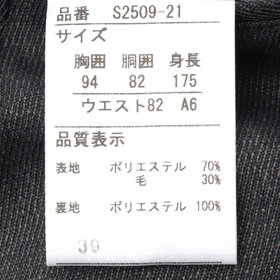 品番 S2509-21
サイズ
胸囲 胴囲 身長
94 82 175
ウエスト82 A6
品質表示
表地 ポリエステル 70%
毛 30%
裏地 ポリエステル 100%
39